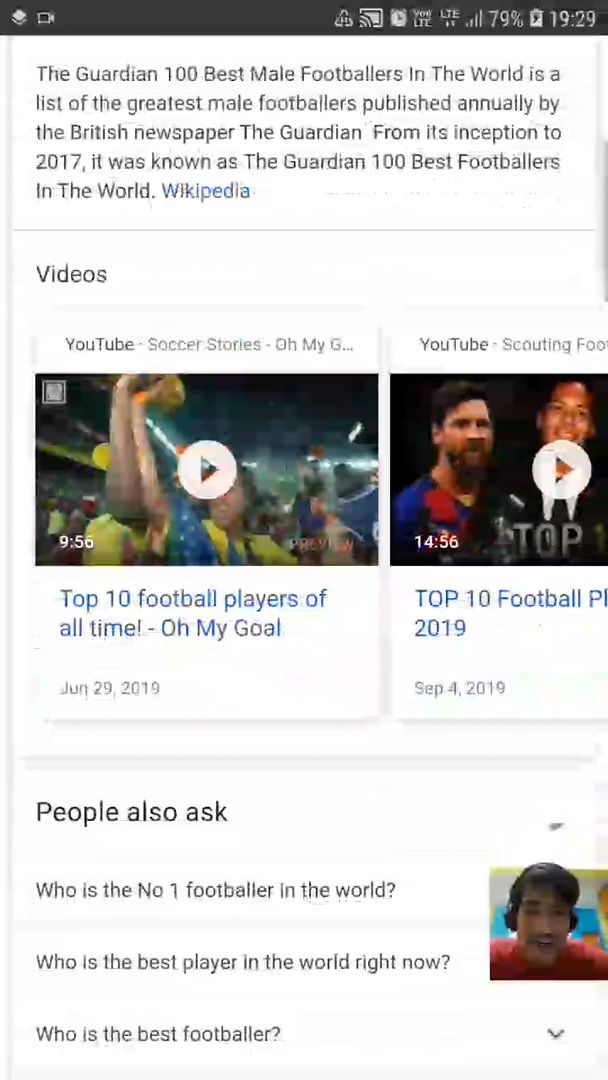 79% 19:29
The Guardian 100 Best Male Footballers In The World is a
list of the greatest male footballers published annually by
the British newspaper The Guardian From its inception to
2017, it was known as The Guardian 100 Best Footballers
In The World. Wikipedia
Videos
YouTube · Soccer Stories - Oh My G...
YouTube · Scouting Foo
9:56
PREVIEW
14:56
TOP 1
Top 10 football players of
all time! - Oh My Goal
TOP 10 Football Pl
2019
Jun 29, 2019
Sep 4, 2019
People also ask
Who is the No 1 footballer in the world?
Who is the best player in the world right now?
Who is the best footballer?